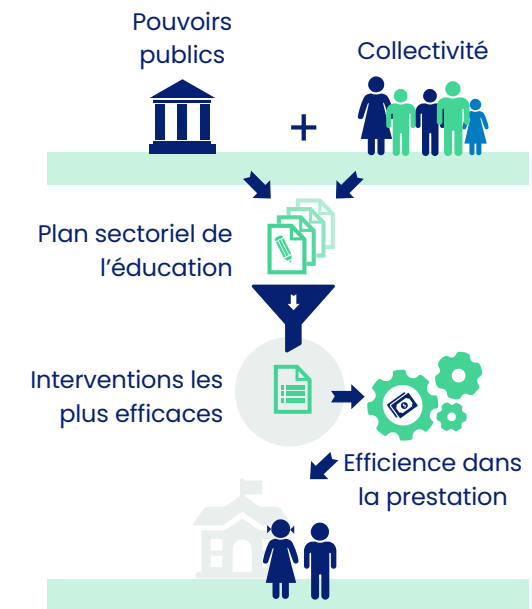 Pouvoirs
publics
Collectivité
+
Plan sectoriel de
l'éducation
Interventions les
plus efficaces
Efficience dans
la prestation